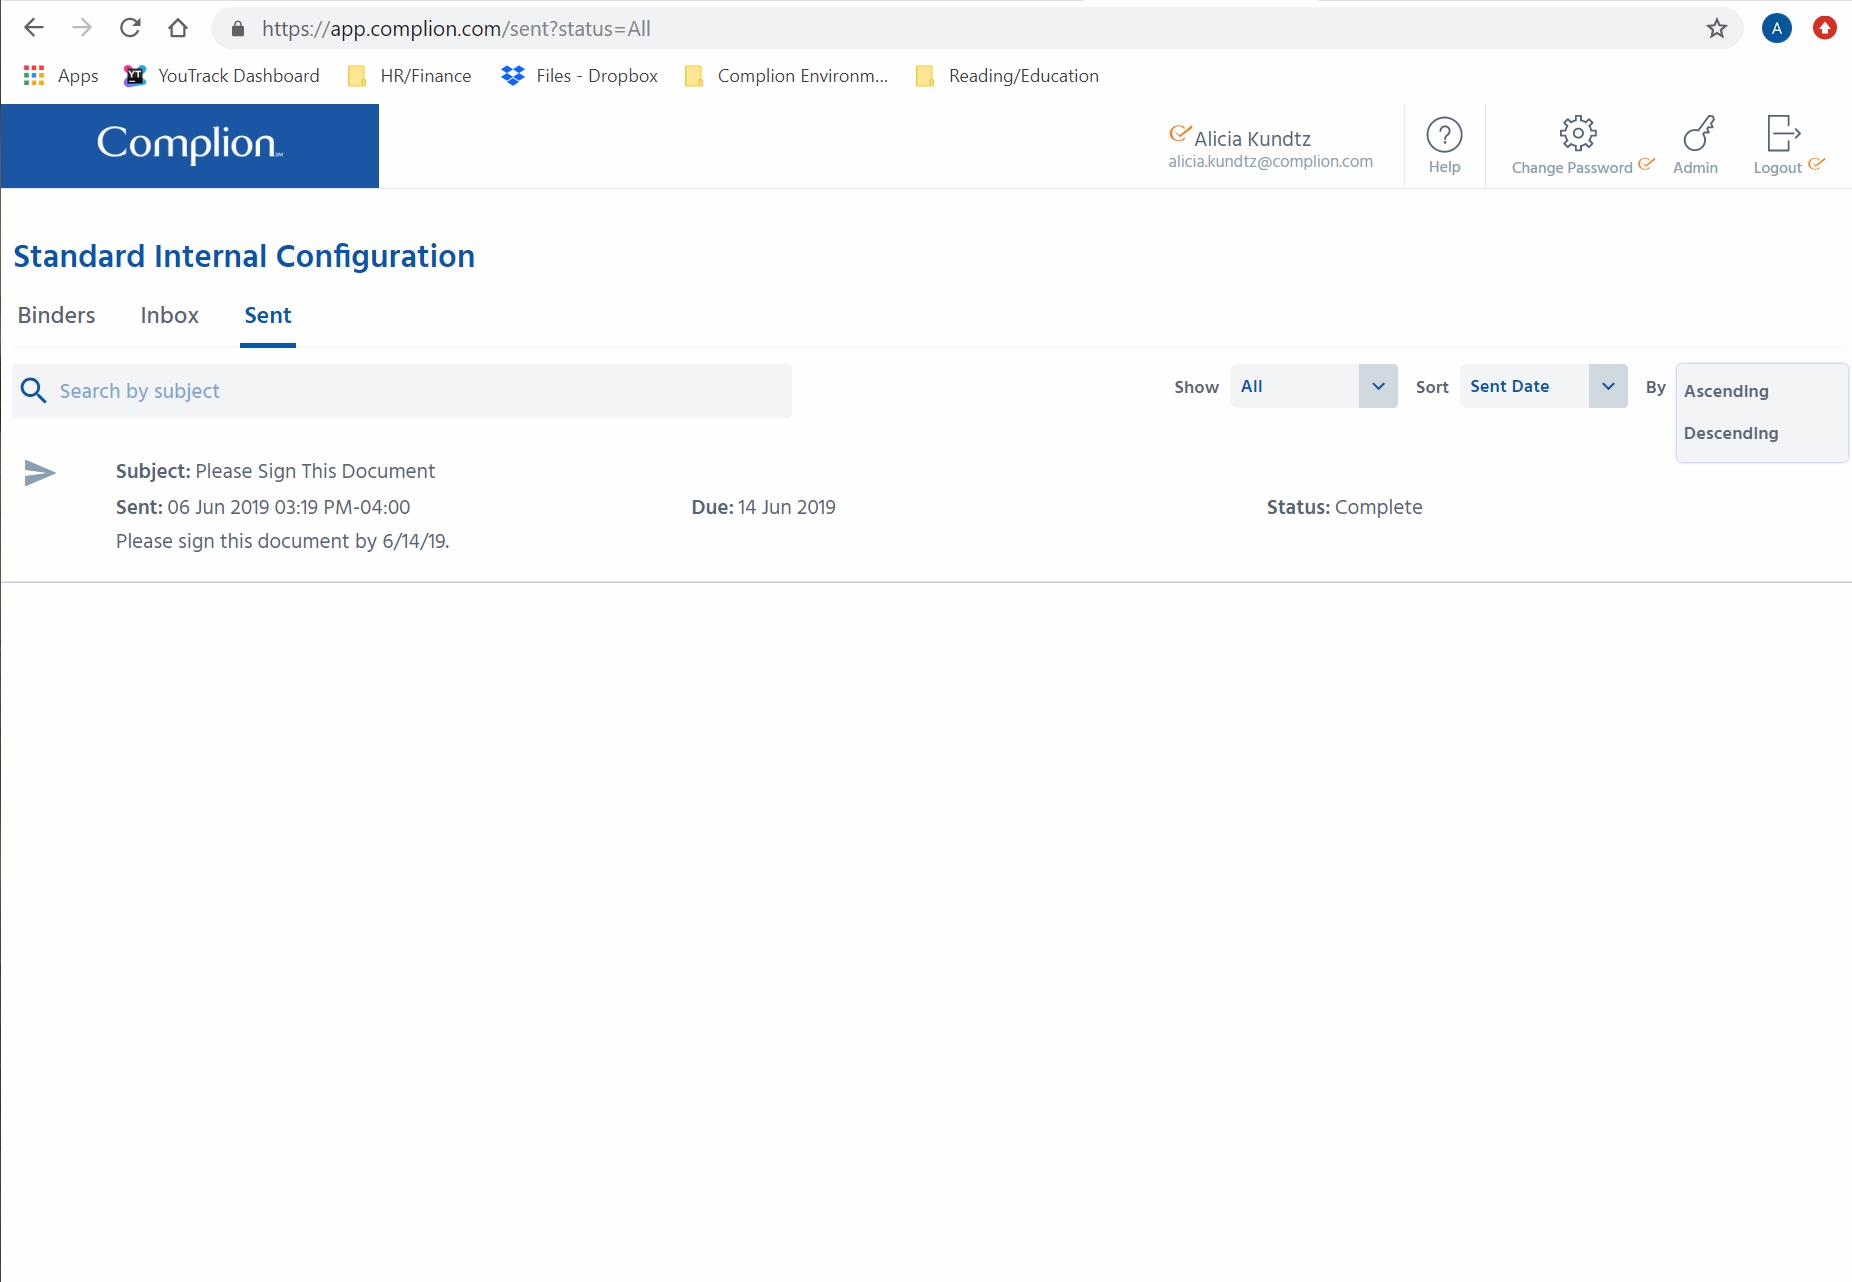 https://app.complion.com/sent?status=All
A
Apps
YouTrack Dashboard
HR/Finance
Files - Dropbox
Complion Environm...
Reading/Education
Complion
Alicia Kundtz
alicia.kundtz@complion.com
Help
Change Password
Admin
Logout
Standard Internal Configuration
Binders
Inbox
Sent
Search by subject
Show
All
Sort
Sent Date
By
Ascending
Descending
Subject: Please Sign This Document
Sent: 06 Jun 2019 03:19 PM-04:00
Due: 14 Jun 2019
Status: Complete
Please sign this document by 6/14/19.